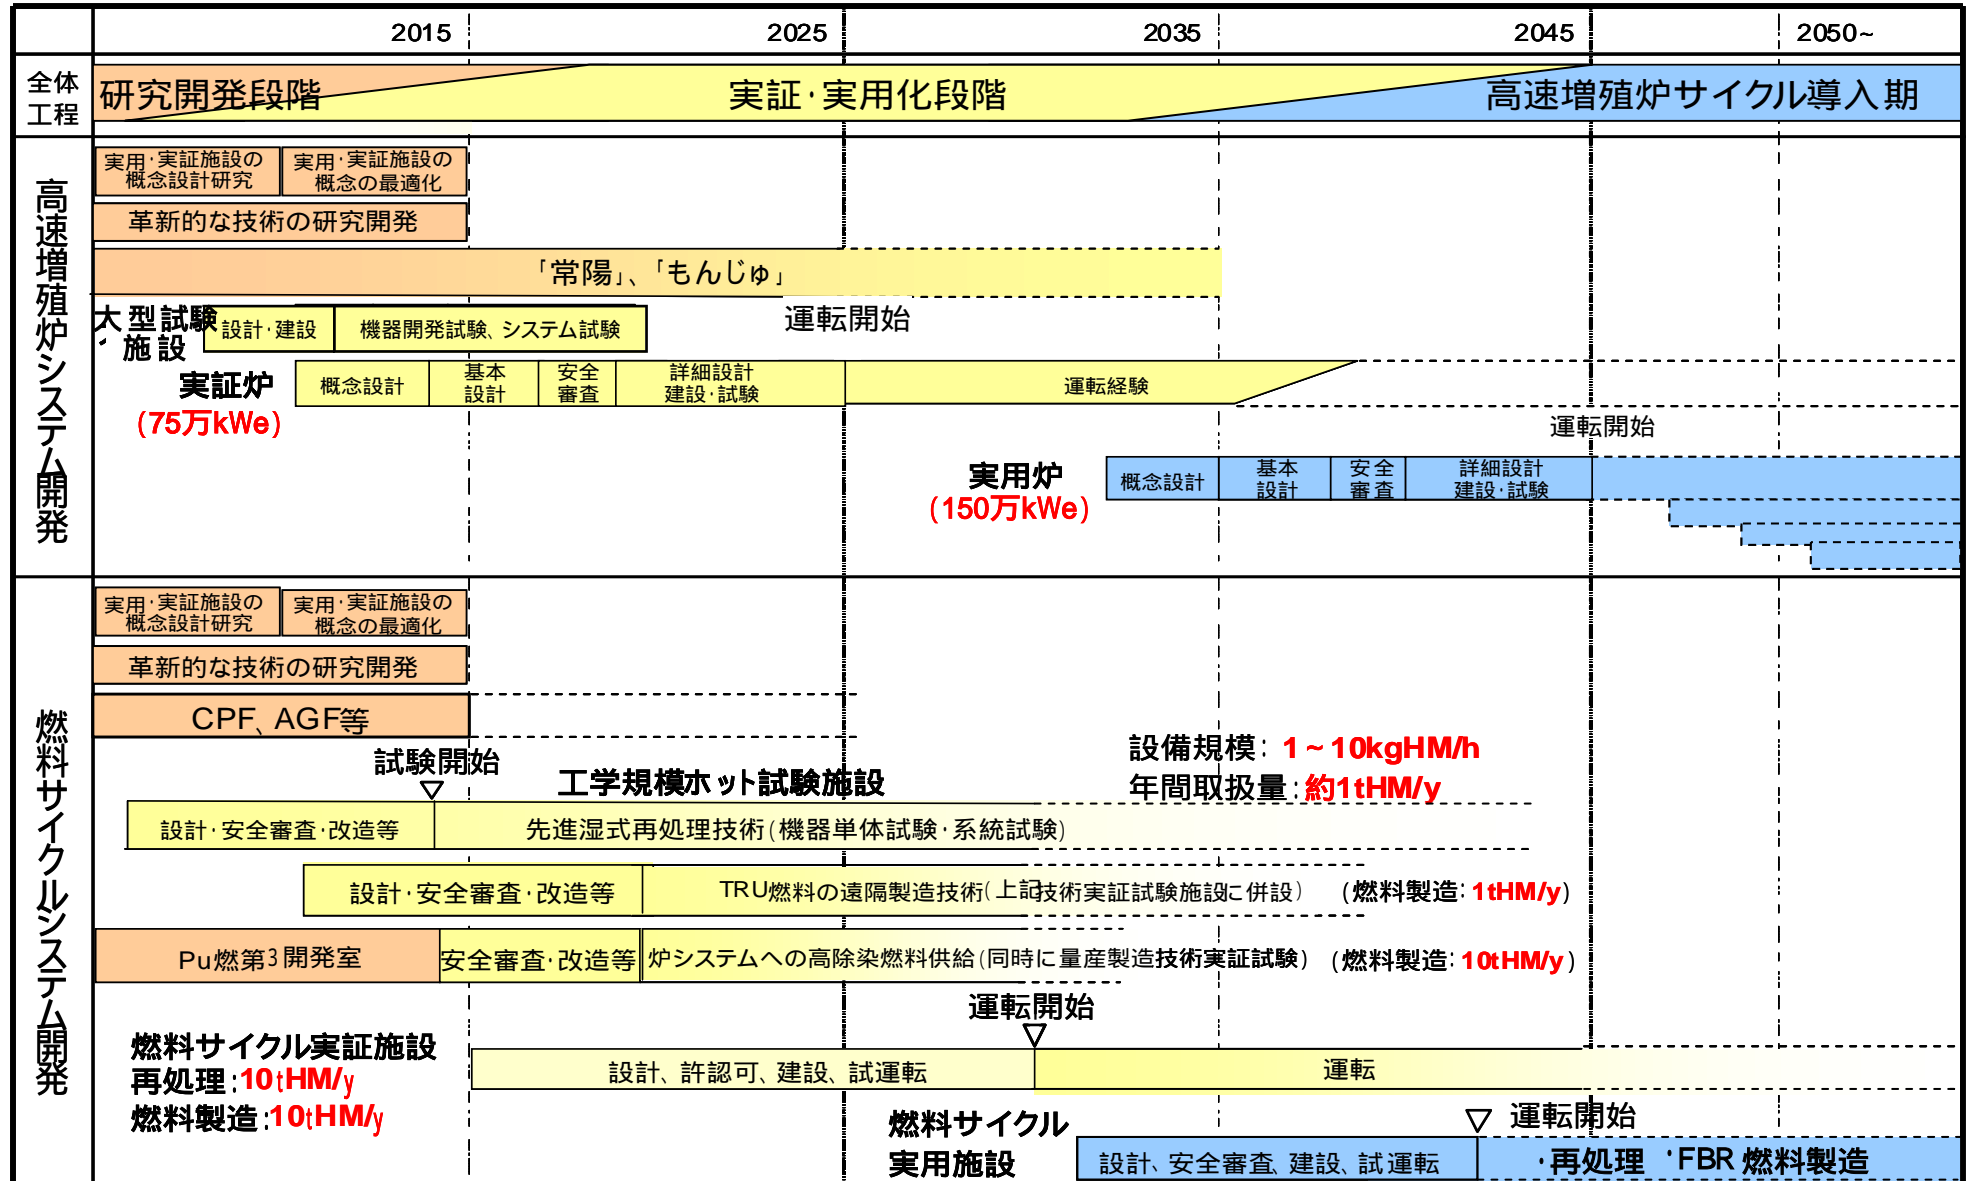 2015
2025
2035
2045
2050~
全体
工程
研究開発段階
実証・実用化段階
高速増殖炉サイクル導入期
高速増殖炉システム開発
実用・実証施設の
概念設計研究
実用・実証施設の
概念の最適化
革新的な技術の研究開発
「常陽」、「もんじゅ」
大型試験
施設
設計・建設
機器開発試験、システム試験
運転開始
実証炉
(75万kWe)
概念設計
基本
設計
安全
審査
詳細設計
建設・試験
運転経験
運転開始
実用炉
(150万kWe)
概念設計
基本
設計
安全
審査
詳細設計
建設・試験
燃料サイクルシステム開発
実用・実証施設の
概念設計研究
実用・実証施設の
概念の最適化
革新的な技術の研究開発
CPF、AGF等
試験開始
工学規模ホット試験施設
設備規模：1~10kgHM/h
年間取扱量：約1tHM/y
設計・安全審査・改造等
先進湿式再処理技術(機器単体試験・系統試験)
設計・安全審査・改造等
TRU燃料の遠隔製造技術(上記技術実証試験施設に併設)
(燃料製造：1tHM/y)
Pu燃第3開発室
安全審査・改造等
炉システムへの高除染燃料供給(同時に量産製造技術実証試験)
(燃料製造：10tHM/y)
運転開始
燃料サイクル実証施設
再処理：10tHM/y
燃料製造：10tHM/y
設計、許認可、建設、試運転
運転
燃料サイクル
実用施設
運転開始
設計、安全審査、建設、試運転
・再処理 ・FBR燃料製造